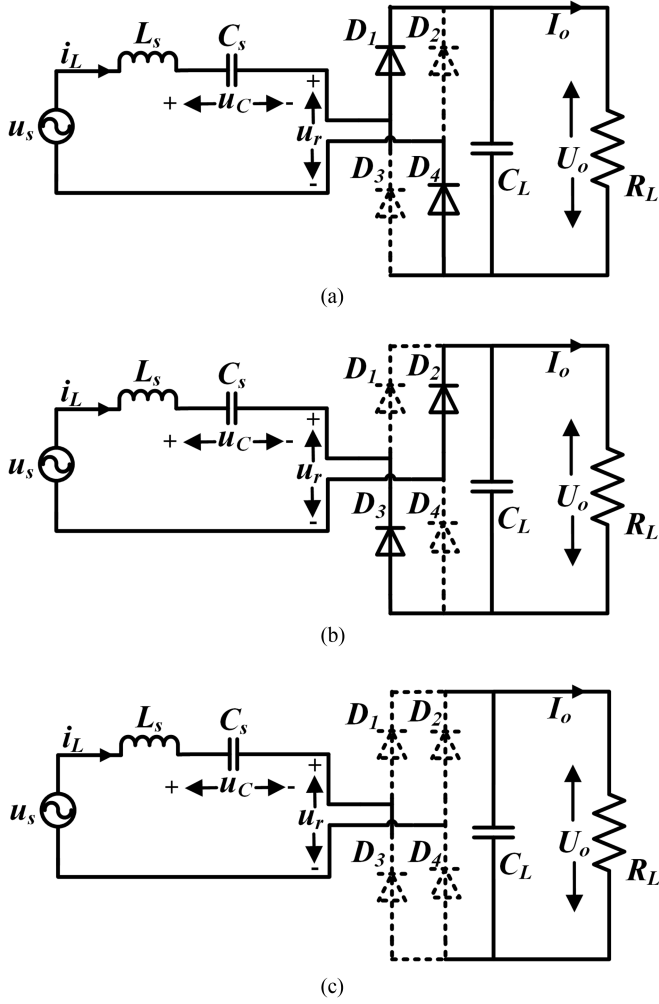 L_s C_s D_1 D_2 I_o
i_L
+ u_C - +
u_s u_r U_o
- D_3 D_4 C_L R_L
(a)
L_s C_s D_1 D_2 I_o
i_L
+ u_C - +
u_s u_r U_o
- D_3 D_4 C_L R_L
(b)
L_s C_s D_1 D_2 I_o
i_L
+ u_C - +
u_s u_r U_o
- D_3 D_4 C_L R_L
(c)